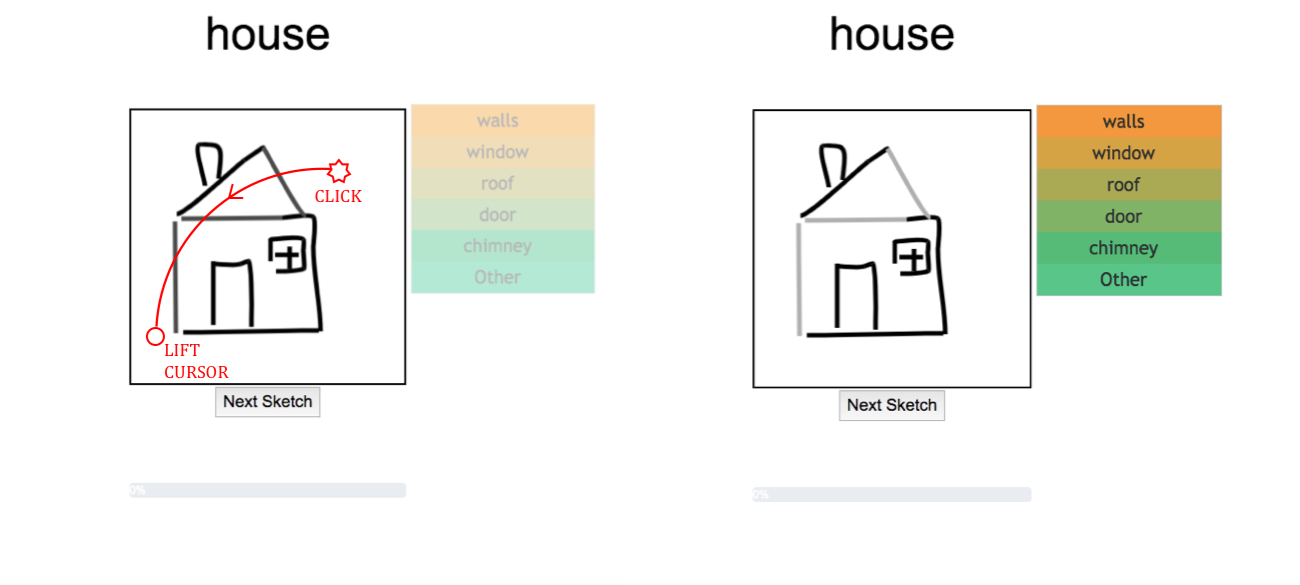 house
walls
window
roof
door
chimney
Other
CLICK
LIFT
CURSOR
Next Sketch
0%
house
walls
window
roof
door
chimney
Other
Next Sketch
0%